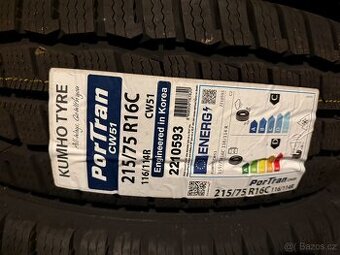 KUMHO TYRE
PorTran
CW51
215/75 R16C
116/114R
CW51
Engineered in Korea
2210593
ENERG
C
PorTran
215/75 R16C 116/114R
Sbazoš.cz